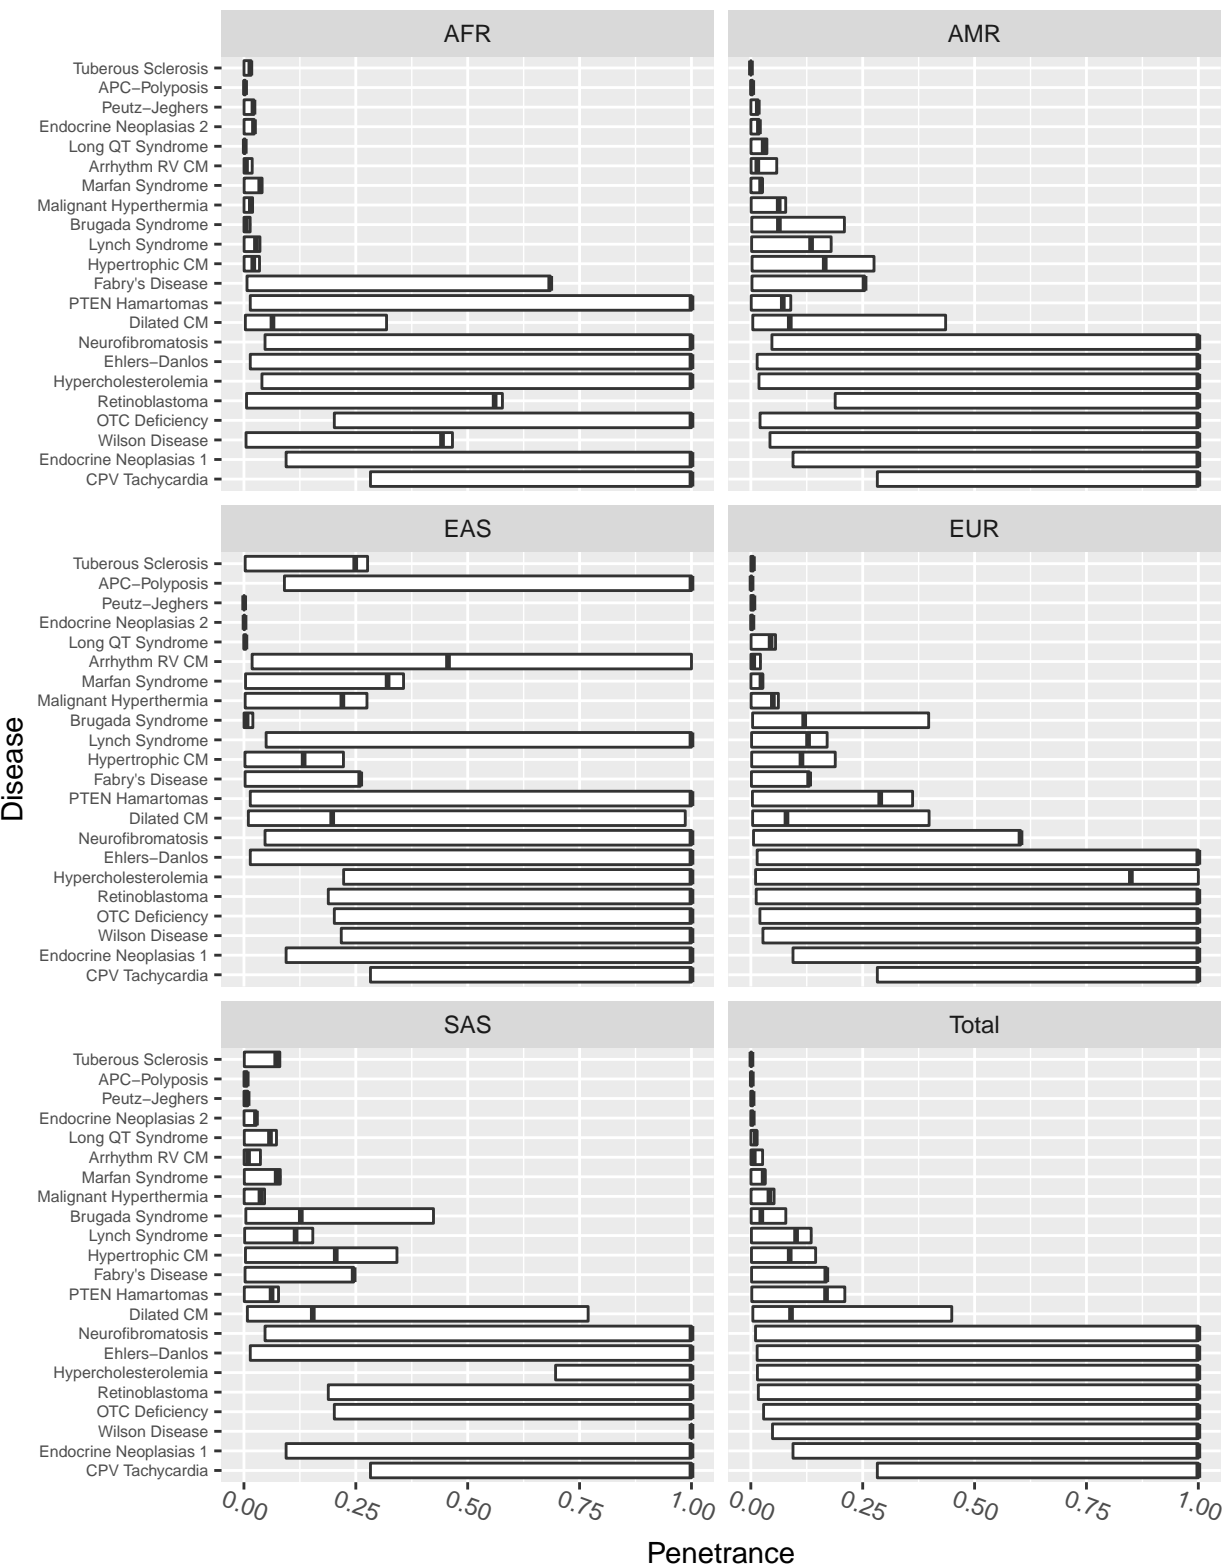 AFR
AMR
Tuberous Sclerosis
APC−Polyposis
Peutz−Jeghers
Endocrine Neoplasias 2
Long QT Syndrome
Arrhythm RV CM
Marfan Syndrome
Malignant Hyperthermia
Brugada Syndrome
Lynch Syndrome
Hypertrophic CM
Fabry's Disease
PTEN Hamartomas
Dilated CM
Neurofibromatosis
Ehlers−Danlos
Hypercholesterolemia
Retinoblastoma
OTC Deficiency
Wilson Disease
Endocrine Neoplasias 1
CPV Tachycardia
EAS
EUR
Tuberous Sclerosis
APC−Polyposis
Peutz−Jeghers
Endocrine Neoplasias 2
Long QT Syndrome
Arrhythm RV CM
Marfan Syndrome
Malignant Hyperthermia
Brugada Syndrome
Lynch Syndrome
Hypertrophic CM
Fabry's Disease
PTEN Hamartomas
Dilated CM
Neurofibromatosis
Ehlers−Danlos
Hypercholesterolemia
Retinoblastoma
OTC Deficiency
Wilson Disease
Endocrine Neoplasias 1
CPV Tachycardia
Disease
SAS
Total
Tuberous Sclerosis
APC−Polyposis
Peutz−Jeghers
Endocrine Neoplasias 2
Long QT Syndrome
Arrhythm RV CM
Marfan Syndrome
Malignant Hyperthermia
Brugada Syndrome
Lynch Syndrome
Hypertrophic CM
Fabry's Disease
PTEN Hamartomas
Dilated CM
Neurofibromatosis
Ehlers−Danlos
Hypercholesterolemia
Retinoblastoma
OTC Deficiency
Wilson Disease
Endocrine Neoplasias 1
CPV Tachycardia
0.00 0.25 0.50 0.75 1.00
0.00 0.25 0.50 0.75 1.00
Penetrance